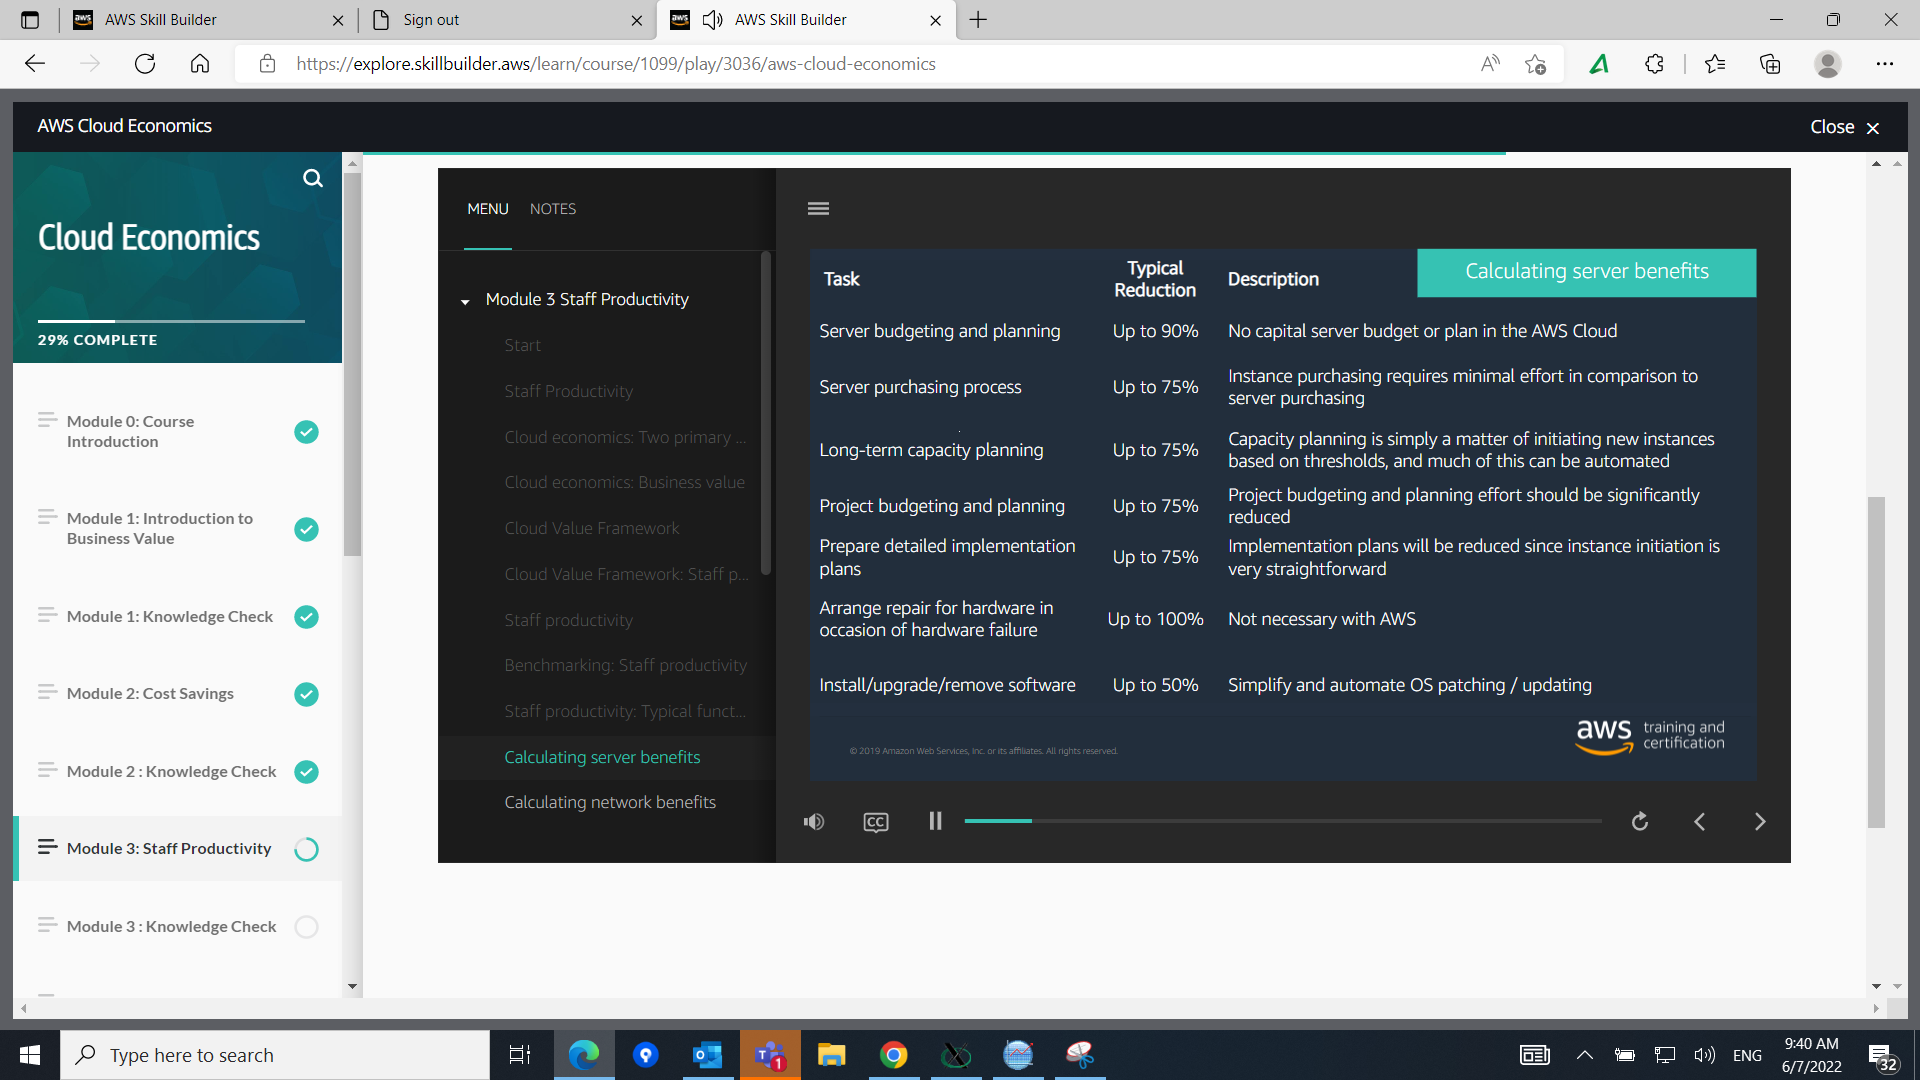 AWS Skill Builder
Sign out
AWS Skill Builder
https://explore.skillbuilder.aws/learn/course/1099/play/3036/aws-cloud-economics
AWS Cloud Economics
Close
Cloud Economics
29% COMPLETE
Module 0: Course
Introduction
Module 1: Introduction to
Business Value
Module 1: Knowledge Check
Module 2: Cost Savings
Module 2 : Knowledge Check
Module 3: Staff Productivity
Module 3 : Knowledge Check
MENU NOTES
Module 3 Staff Productivity
Start
Staff Productivity
Cloud economics: Two primary ...
Cloud economics: Business value
Cloud Value Framework
Cloud Value Framework: Staff p...
Staff productivity
Benchmarking: Staff productivity
Staff productivity: Typical funct...
Calculating server benefits
Calculating network benefits
Calculating server benefits
Task Typical Reduction Description
Server budgeting and planning Up to 90% No capital server budget or plan in the AWS Cloud
Server purchasing process Up to 75% Instance purchasing requires minimal effort in comparison to
server purchasing
Long-term capacity planning Up to 75% Capacity planning is simply a matter of initiating new instances
based on thresholds, and much of this can be automated
Project budgeting and planning Up to 75% Project budgeting and planning effort should be significantly
reduced
Prepare detailed implementation
plans Up to 75% Implementation plans will be reduced since instance initiation is
very straightforward
Arrange repair for hardware in
occasion of hardware failure Up to 100% Not necessary with AWS
Install/upgrade/remove software Up to 50% Simplify and automate OS patching / updating
© 2019 Amazon Web Services, Inc. or its affiliates. All rights reserved.
aws training and
certification
CC
Type here to search
1
ENG
9:40 AM
6/7/2022
32